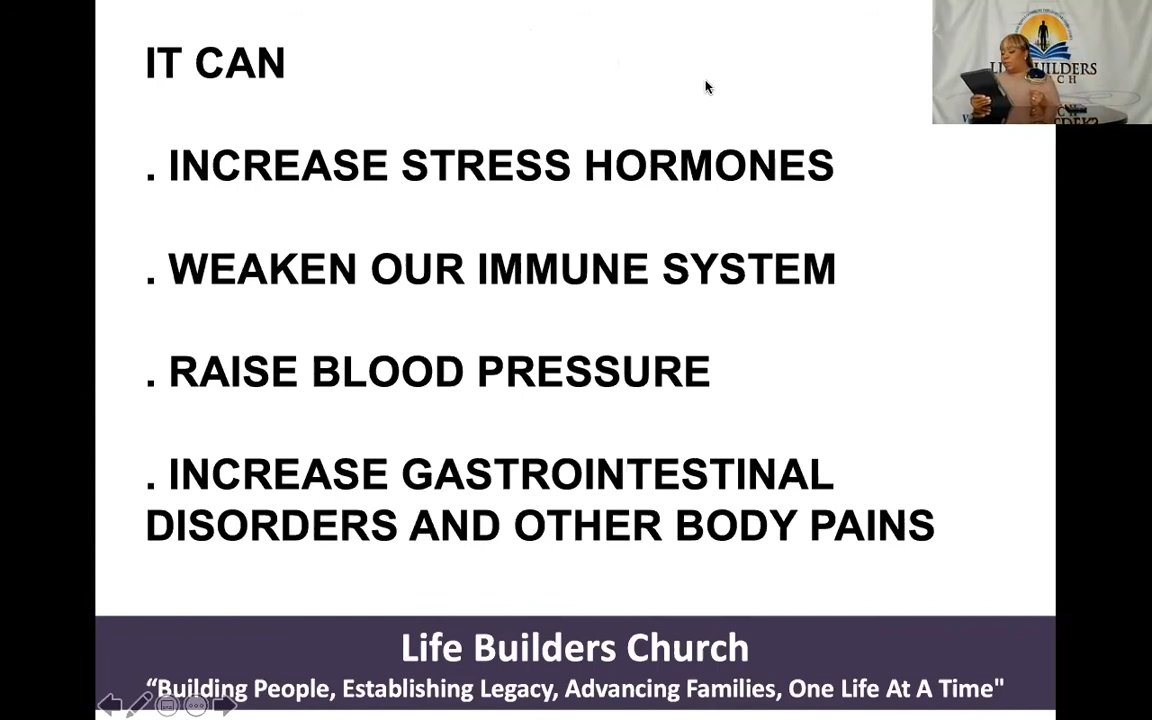 IT CAN
. INCREASE STRESS HORMONES
. WEAKEN OUR IMMUNE SYSTEM
. RAISE BLOOD PRESSURE
. INCREASE GASTROINTESTINAL
DISORDERS AND OTHER BODY PAINS
Life Builders Church
“Building People, Establishing Legacy, Advancing Families, One Life At A Time"